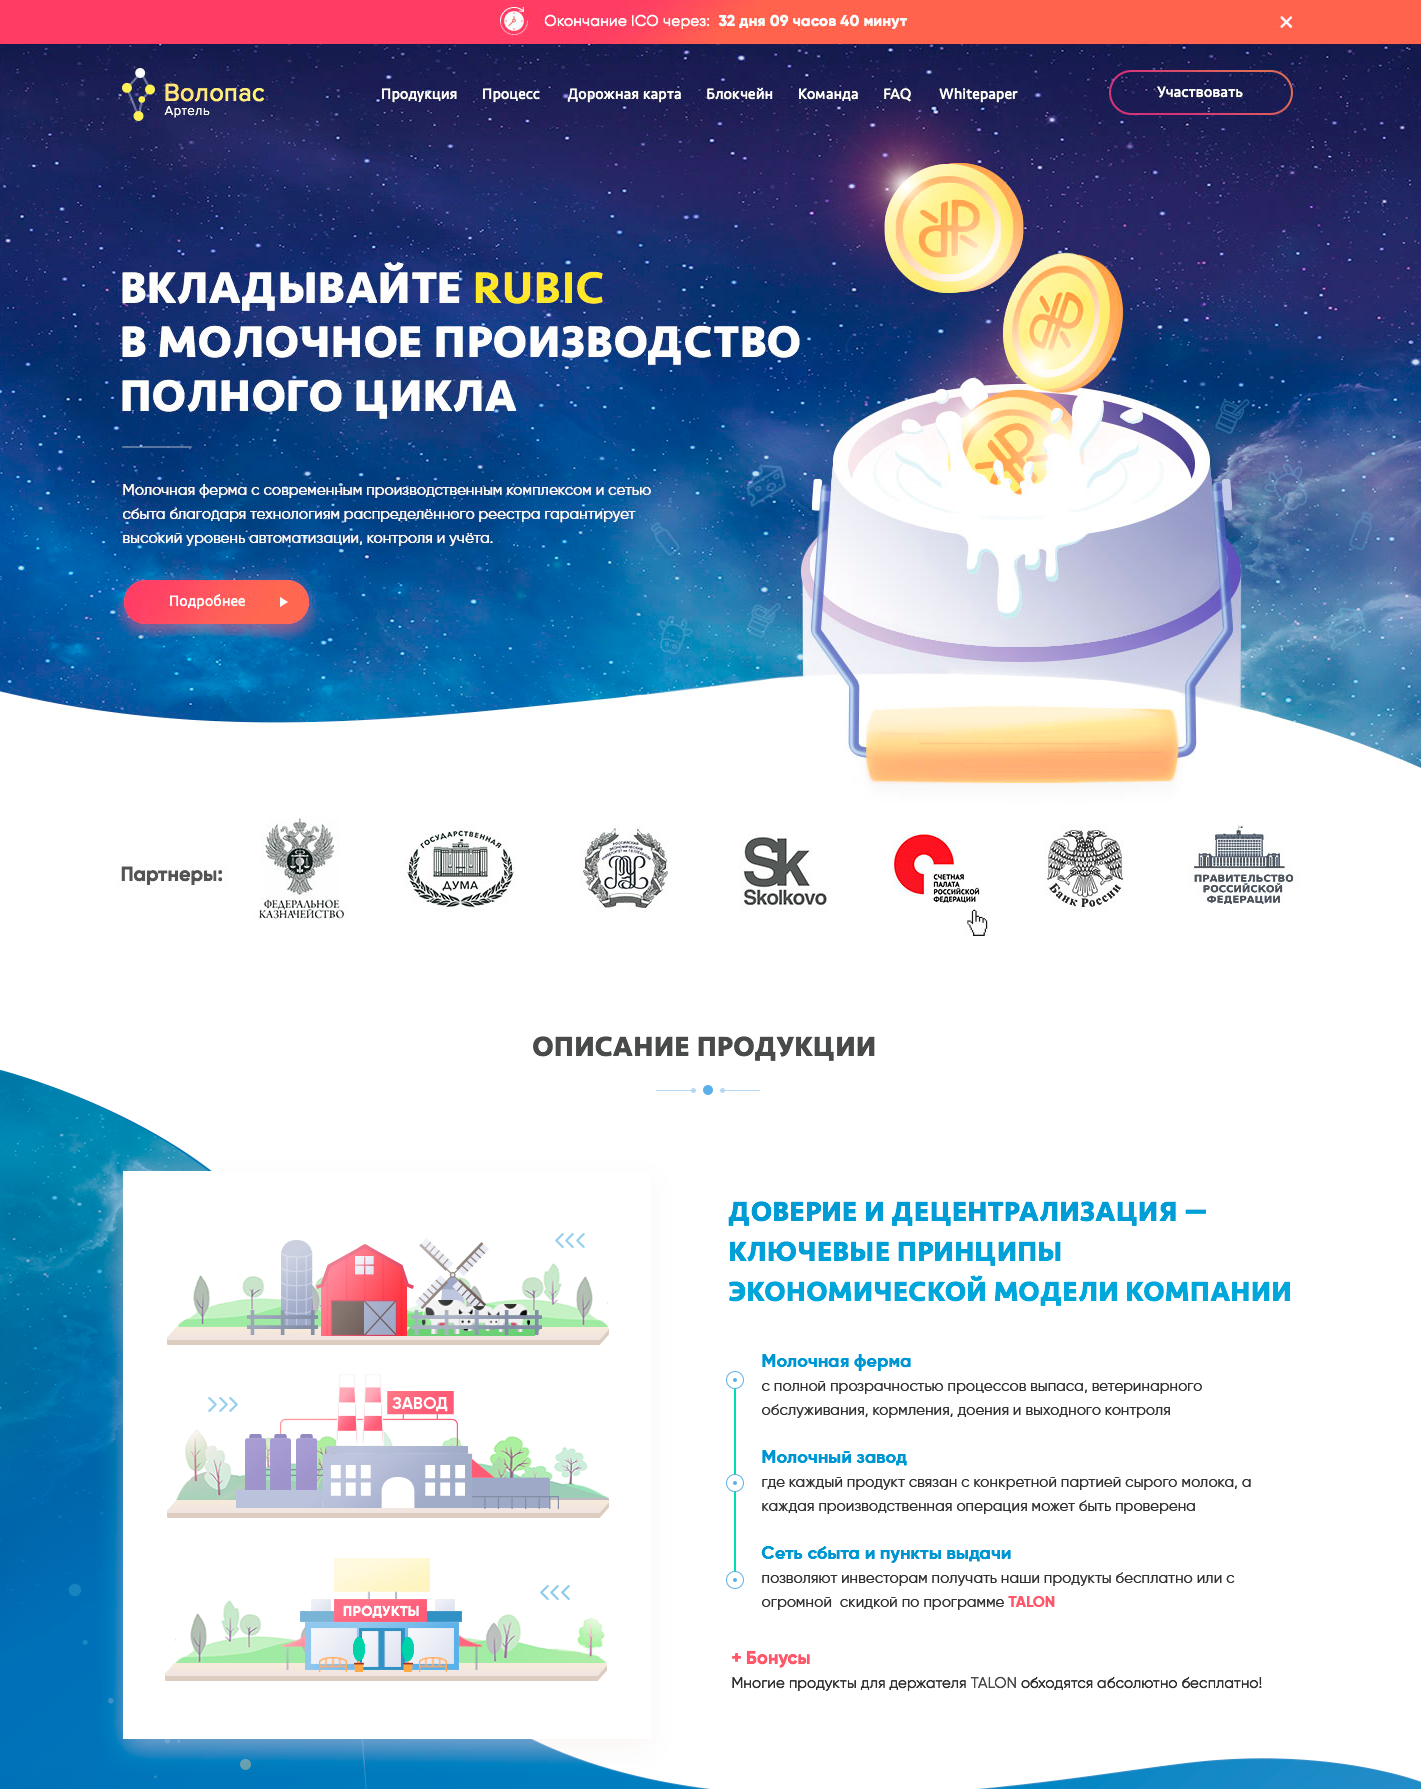 Окончание ICO через: 32 дня 09 часов 40 минут
Волопас
Артель
Продукция Процесс Дорожная карта Блокчейн Команда FAQ Whitepaper
Участвовать
ВКЛАДЫВАЙТЕ RUBIC
В МОЛОЧНОЕ ПРОИЗВОДСТВО
ПОЛНОГО ЦИКЛА
Молочная ферма с современным производственным комплексом и сетью
сбыта благодаря технологиям распределённого реестра гарантирует
высокий уровень автоматизации, контроля и учёта.
Подробнее
Партнеры:
ФЕДЕРАЛЬНОЕ
КАЗНАЧЕЙСТВО
ГОСУДАРСТВЕННАЯ
ДУМА
РОССИЙСКИЙ
ЭКОНОМИЧЕСКИЙ
Sk
Skolkovo
СЧЕТНАЯ
ПАЛАТА
РОССИЙСКОЙ
ФЕДЕРАЦИИ
Банк России
ПРАВИТЕЛЬСТВО
РОССИЙСКОЙ
ФЕДЕРАЦИИ
ОПИСАНИЕ ПРОДУКЦИИ
ЗАВОД
ПРОДУКТЫ
ДОВЕРИЕ И ДЕЦЕНТРАЛИЗАЦИЯ —
КЛЮЧЕВЫЕ ПРИНЦИПЫ
ЭКОНОМИЧЕСКОЙ МОДЕЛИ КОМПАНИИ
Молочная ферма
с полной прозрачностью процессов выпаса, ветеринарного
обслуживания, кормления, доения и выходного контроля
Молочный завод
где каждый продукт связан с конкретной партией сырого молока, а
каждая производственная операция может быть проверена
Сеть сбыта и пункты выдачи
позволяют инвесторам получать наши продукты бесплатно или с
огромной скидкой по программе TALON
+ Бонусы
Многие продукты для держателя TALON обходятся абсолютно бесплатно!